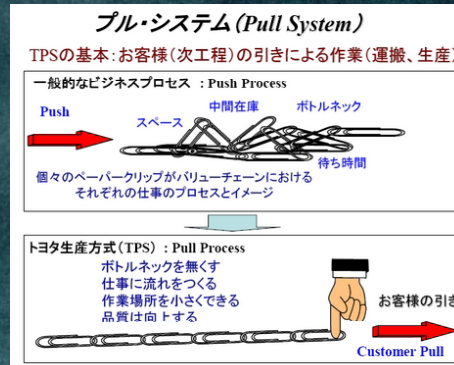 プル・システム(Pull System)
TPSの基本:お客様(次工程)の引きによる作業(運搬、生産)
一般的なビジネスプロセス : Push Process
Push
スペース
中間在庫
ボトルネック
待ち時間
個々のペーパークリップがバリューチェーンにおける
それぞれの仕事のプロセスとイメージ
トヨタ生産方式(TPS) : Pull Process
ボトルネックを無くす
仕事に流れをつくる
作業場所を小さくできる
品質は向上する
お客様の引き
Customer Pull